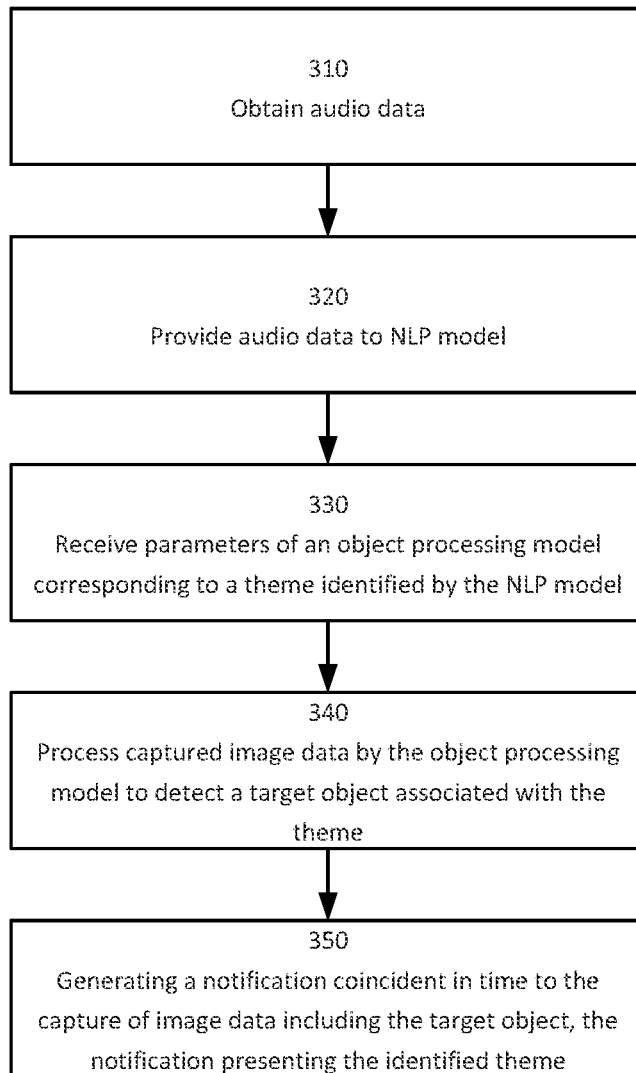 310
Obtain audio data
320
Provide audio data to NLP model
330
Receive parameters of an object processing model
corresponding to a theme identified by the NLP model
340
Process captured image data by the object processing
model to detect a target object associated with the
theme
350
Generating a notification coincident in time to the
capture of image data including the target object, the
notification presenting the identified theme